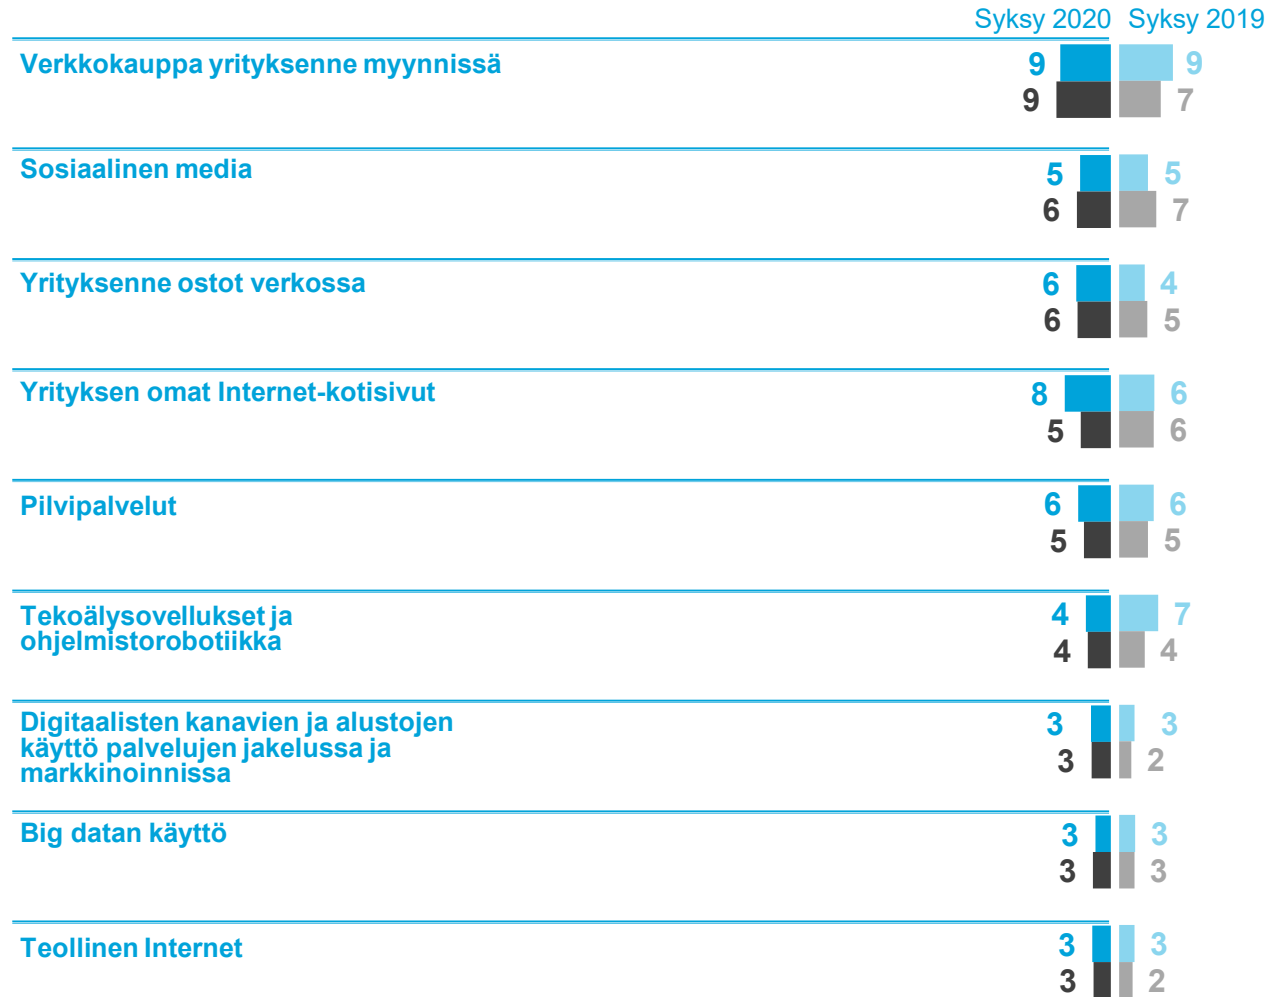 Syksy 2020 Syksy 2019
Verkkokauppa yrityksenne myynnissä
9 9
9 7
Sosiaalinen media
5 5
6 7
Yrityksenne ostot verkossa
6 4
6 5
Yrityksen omat Internet-kotisivut
8 6
5 6
Pilvipalvelut
6 6
5 5
Tekoälysovellukset ja
ohjelmistorobotiikka
4 7
4 4
Digitaalisten kanavien ja alustojen
käyttö palvelujen jakelussa ja
markkinoinnissa
3 3
3 2
Big datan käyttö
3 3
3 3
Teollinen Internet
3 3
3 2